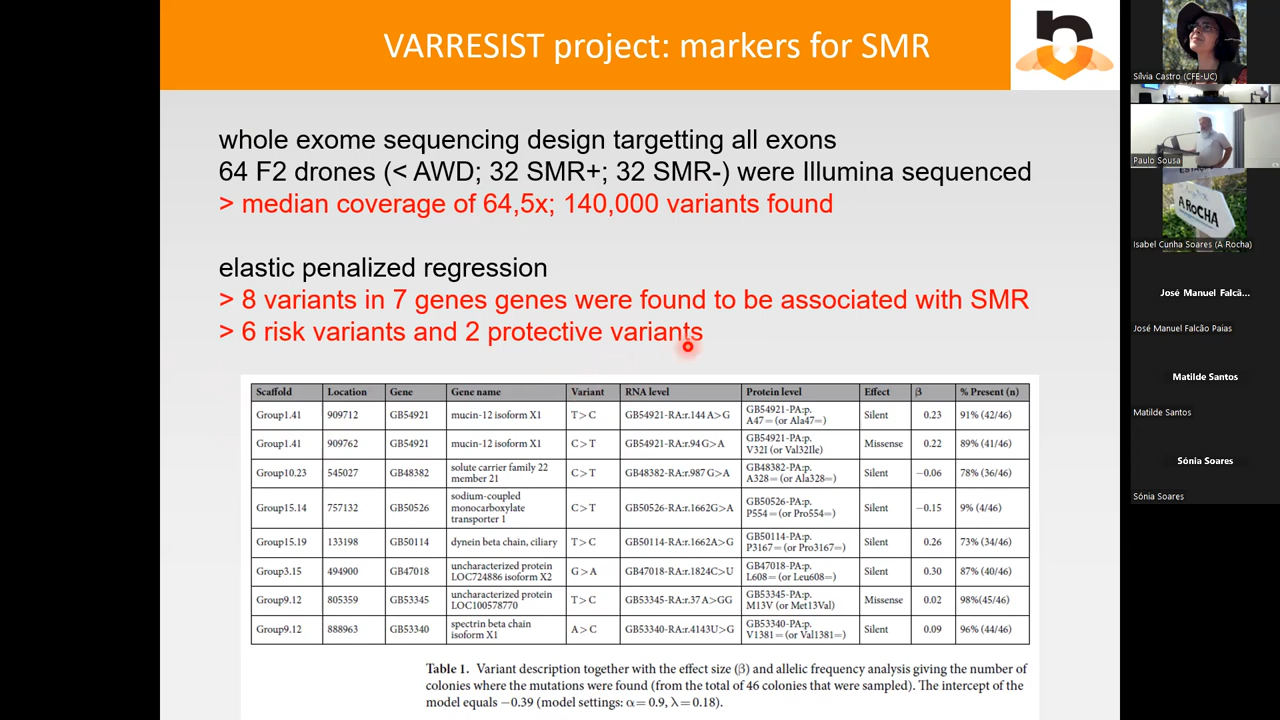 VARRESIST project: markers for SMR
whole exome sequencing design targetting all exons
64 F2 drones (< AWD; 32 SMR+; 32 SMR-) were Illumina sequenced
> median coverage of 64,5x; 140,000 variants found
elastic penalized regression
> 8 variants in 7 genes genes were found to be associated with SMR
> 6 risk variants and 2 protective variants
Scaffold Location Gene Gene name Variant RNA level Protein level Effect β % Present (n)
Group1.41 909712 GB54921 mucin-12 isoform X1 T>C GB54921-RA:r.144A>G GB54921-PA:p. A47= (or Ala47=) Silent 0.23 91% (42/46)
Group1.41 909762 GB54921 mucin-12 isoform X1 C>T GB54921-RA:r.94G>A GB54921-PA:p. V32I (or Val32Ile) Missense 0.22 89% (41/46)
Group10.23 545027 GB48382 solute carrier family 22 member 21 C>T GB48382-RA:r.987G>A GB48382-PA:p. A328= (or Ala328=) Silent −0.06 78% (36/46)
Group15.14 757132 GB50526 sodium-coupled monocarboxylate transporter 1 C>T GB50526-RA:r.1662G>A GB50526-PA:p. P554= (or Pro554=) Silent −0.15 9% (4/46)
Group15.19 133198 GB50114 dynein beta chain, ciliary T>C GB50114-RA:r.1662A>G GB50114-PA:p. P3167= (or Pro3167=) Silent 0.26 73% (34/46)
Group3.15 494900 GB47018 uncharacterized protein LOC724886 isoform X2 G>A GB47018-RA:r.1824C>U GB47018-PA:p. L608= (or Leu608=) Silent 0.30 87% (40/46)
Group9.12 805359 GB53345 uncharacterized protein LOC100578770 T>C GB53345-RA:r.37A>GG GB53345-PA:p. M13V (or Met13Val) Missense 0.02 98%(45/46)
Group9.12 888963 GB53340 spectrin beta chain isoform X1 A>C GB53340-RA:r.4143U>G GB53340-PA:p. V1381= (or Val1381=) Silent 0.09 96% (44/46)
Table 1. Variant description together with the effect size (β) and allelic frequency analysis giving the number of
colonies where the mutations were found (from the total of 46 colonies that were sampled). The intercept of the
model equals −0.39 (model settings: α= 0.9, λ= 0.18).
Sílvia Castro (CFE-UC)
Paulo Sousa
A ROCHA
Isabel Cunha Soares (A Rocha)
José Manuel Falcã...
José Manuel Falcão Paias
Matilde Santos
Matilde Santos
Sónia Soares
Sónia Soares